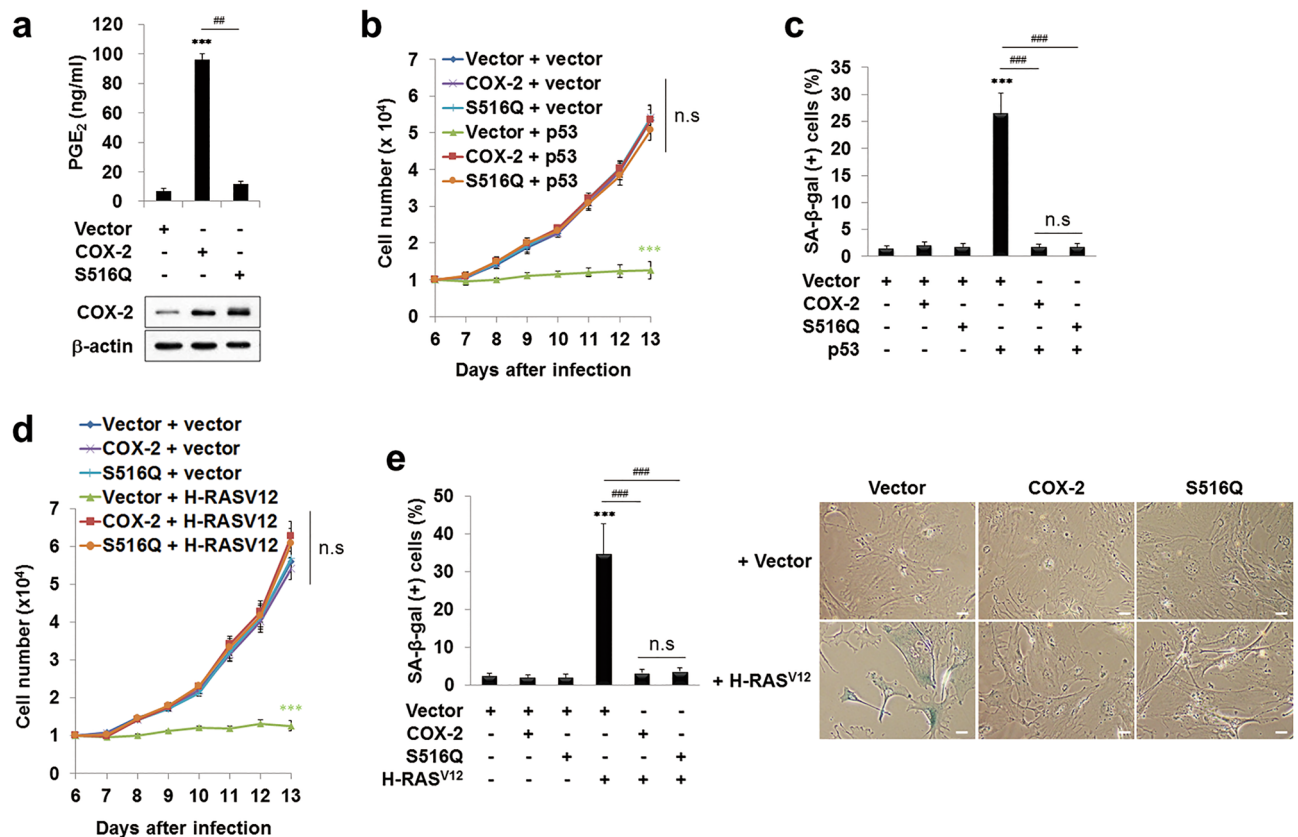 a
##
***
120
100
80
60
40
20
0
PGE2 (ng/ml)
Vector + - -
COX-2 - + -
S516Q - - +
COX-2
β-actin
b
Vector + vector
COX-2 + vector
S516Q + vector
Vector + p53
COX-2 + p53
S516Q + p53
n.s
***
7
6
5
4
3
2
1
0
Cell number (x 10⁴)
6 7 8 9 10 11 12 13
Days after infection
c
###
###
***
n.s
35
30
25
20
15
10
5
0
SA-β-gal (+) cells (%)
Vector + + + + - -
COX-2 - + - - + -
S516Q - - + - - +
p53 - - - + + +
d
Vector + vector
COX-2 + vector
S516Q + vector
Vector + H-RASV12
COX-2 + H-RASV12
S516Q + H-RASV12
n.s
***
7
6
5
4
3
2
1
0
Cell number (x10⁴)
6 7 8 9 10 11 12 13
Days after infection
e
###
###
***
n.s
50
40
30
20
10
0
SA-β-gal (+) cells (%)
Vector + + + + - -
COX-2 - + - - + -
S516Q - - + - - +
H-RASV12 - - - + + +
Vector COX-2 S516Q
+ Vector
+ H-RASV12